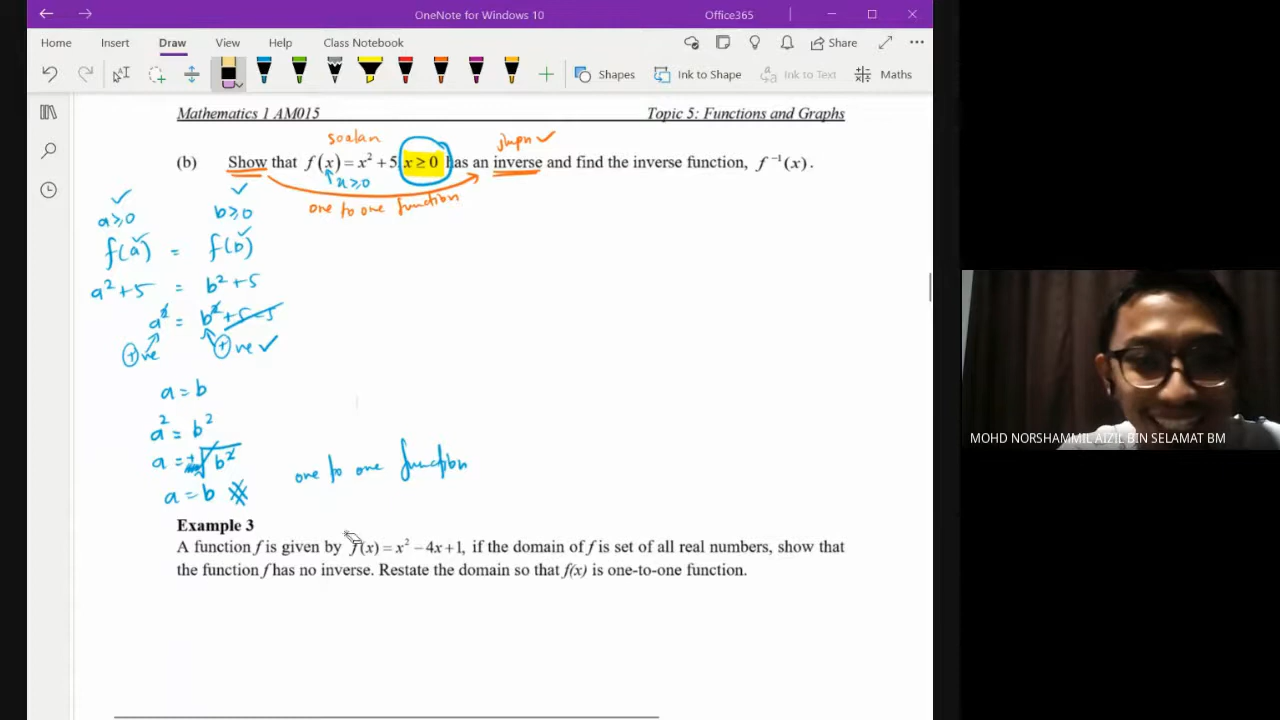 OneNote for Windows 10
Office365
Home Insert Draw View Help Class Notebook
Share
Shapes Ink to Shape Ink to Text Maths
Mathematics 1 AM015 Topic 5: Functions and Graphs
soalan
jwpn ✓
(b) Show that f(x) = x² + 5, x ≥ 0 has an inverse and find the inverse function, f⁻¹(x).
x ≥ 0
one to one function
a ≥ 0 b ≥ 0
f(a) = f(b)
a² + 5 = b² + 5
a² = b² + 5 - 5
+ve +ve ✓
a = b
a² = b²
a = ±√b²
a = b
one to one function
Example 3
A function f is given by f(x) = x² − 4x + 1, if the domain of f is set of all real numbers, show that
the function f has no inverse. Restate the domain so that f(x) is one-to-one function.
MOHD NORSHAMMIL AIZIL BIN SELAMAT BM